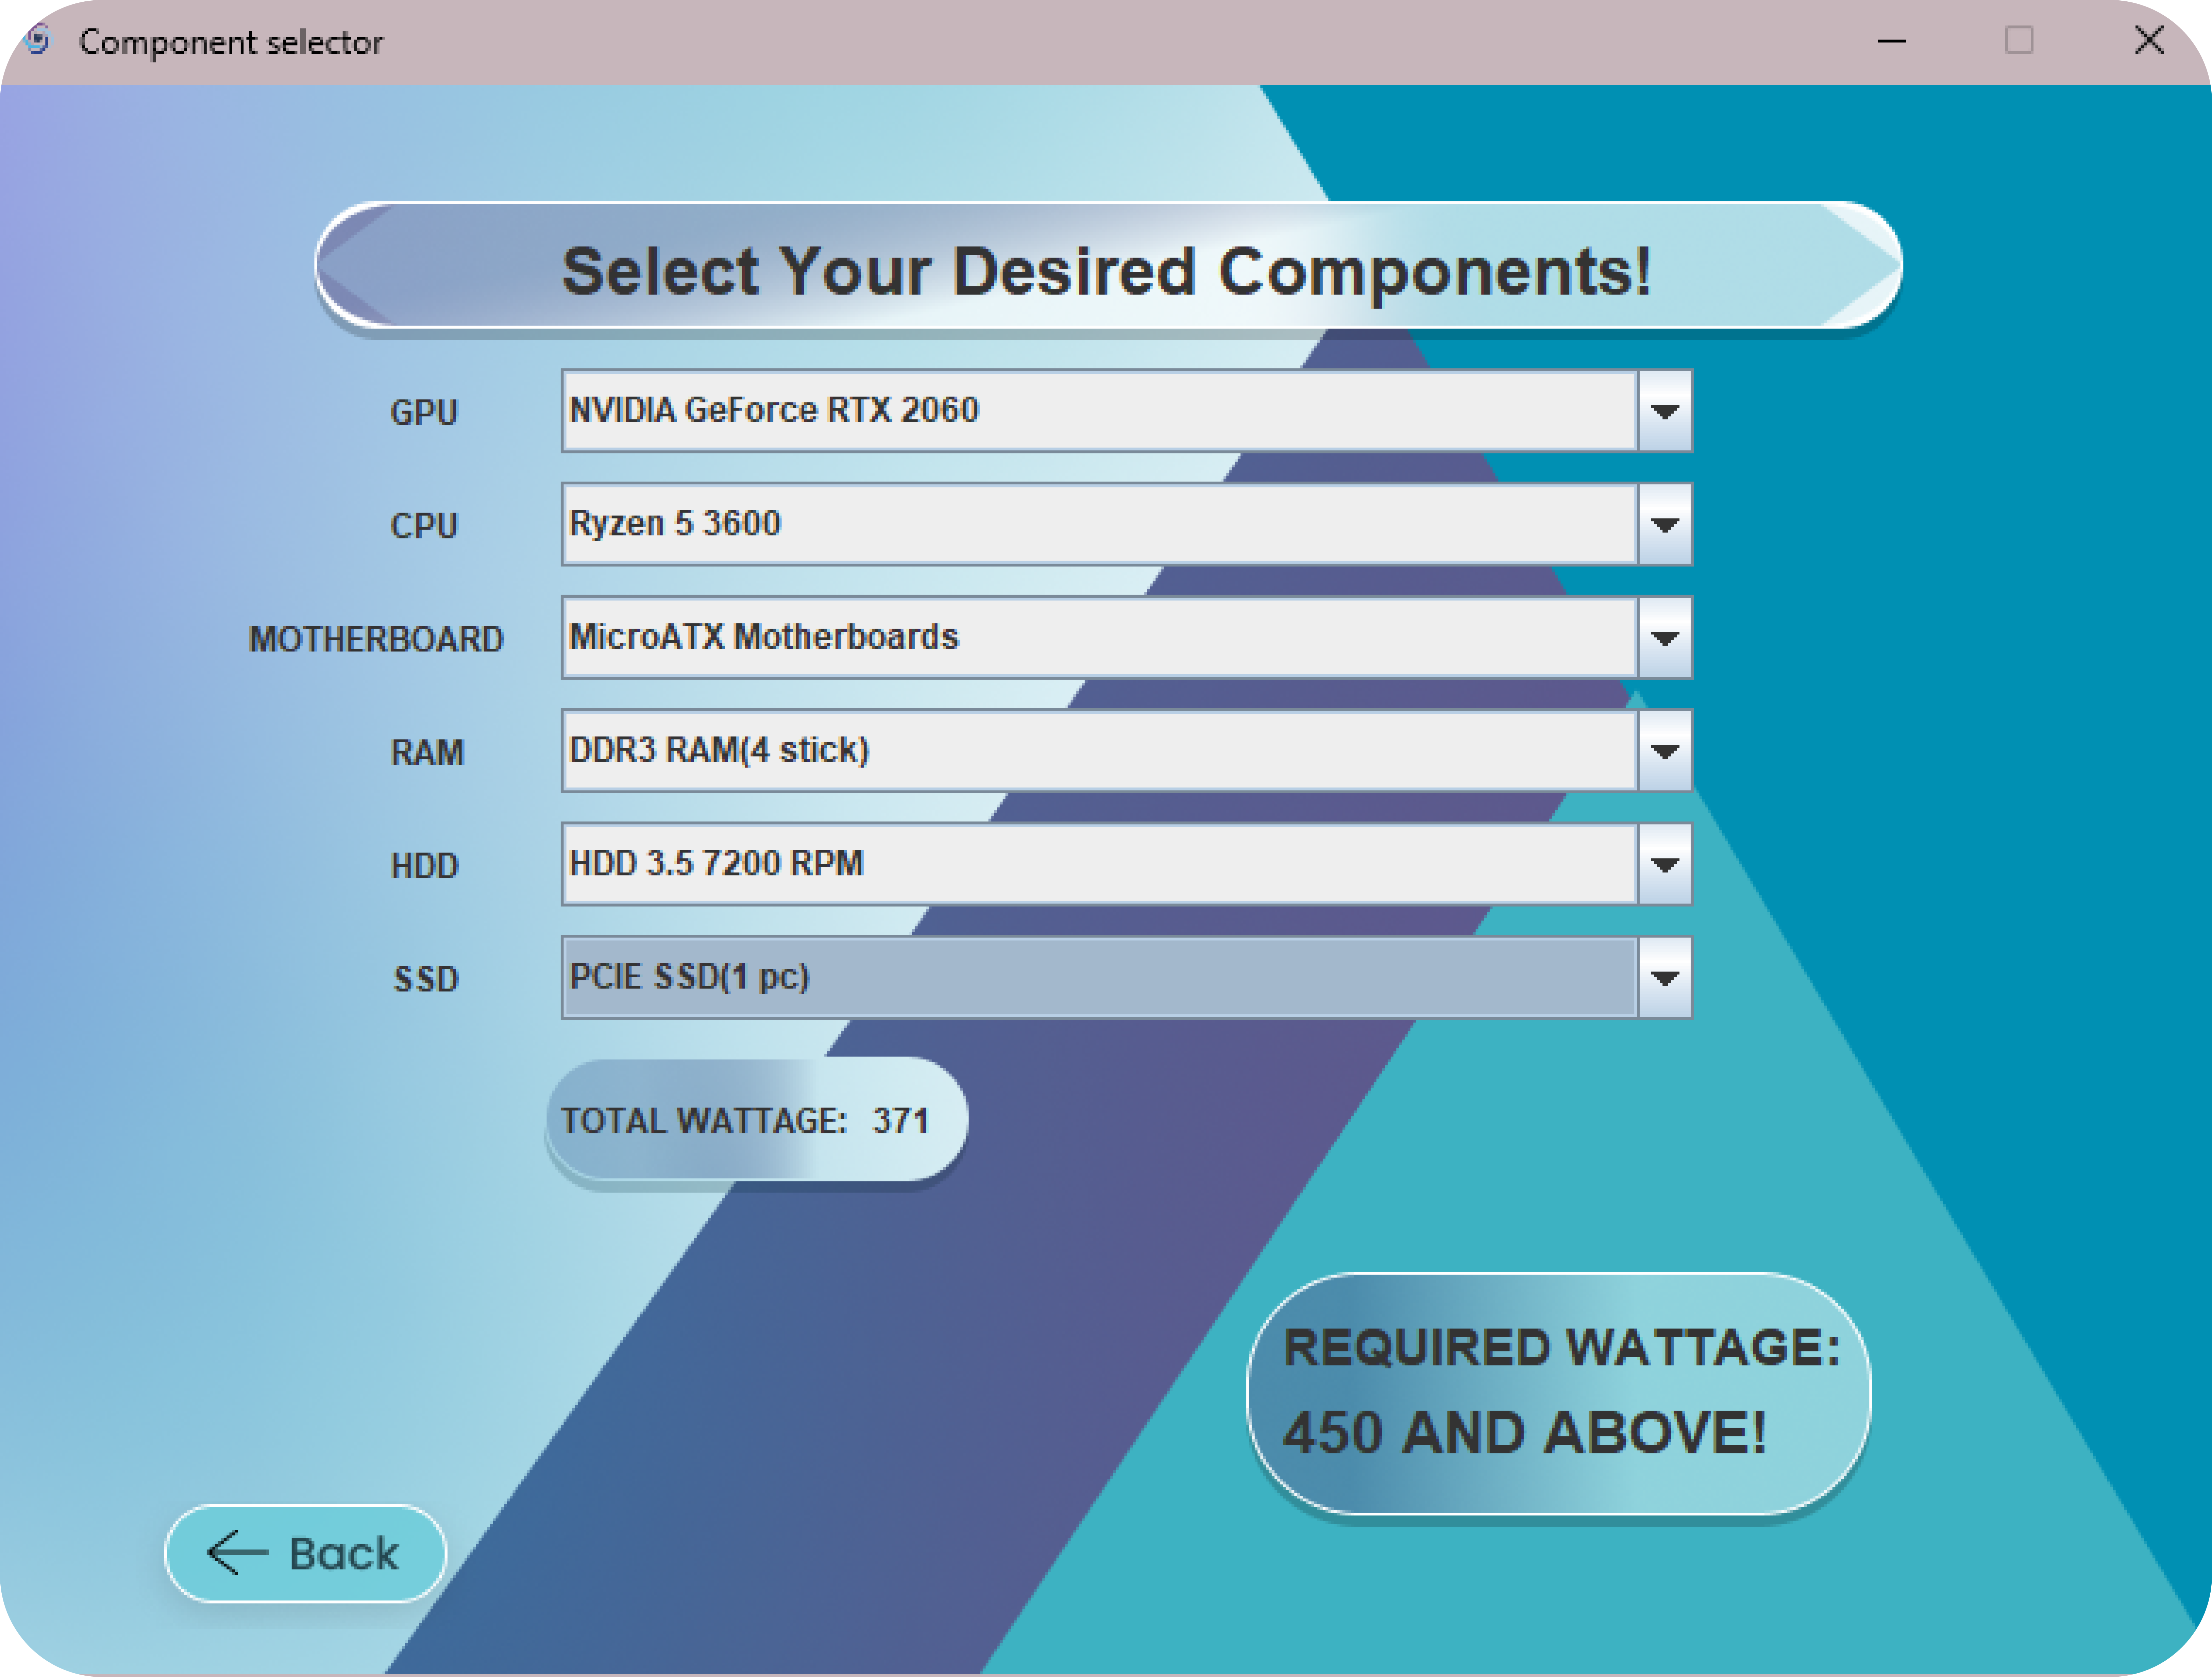 Component selector
Select Your Desired Components!
GPU NVIDIA GeForce RTX 2060
CPU Ryzen 5 3600
MOTHERBOARD MicroATX Motherboards
RAM DDR3 RAM(4 stick)
HDD HDD 3.5 7200 RPM
SSD PCIE SSD(1 pc)
TOTAL WATTAGE: 371
REQUIRED WATTAGE:
450 AND ABOVE!
Back